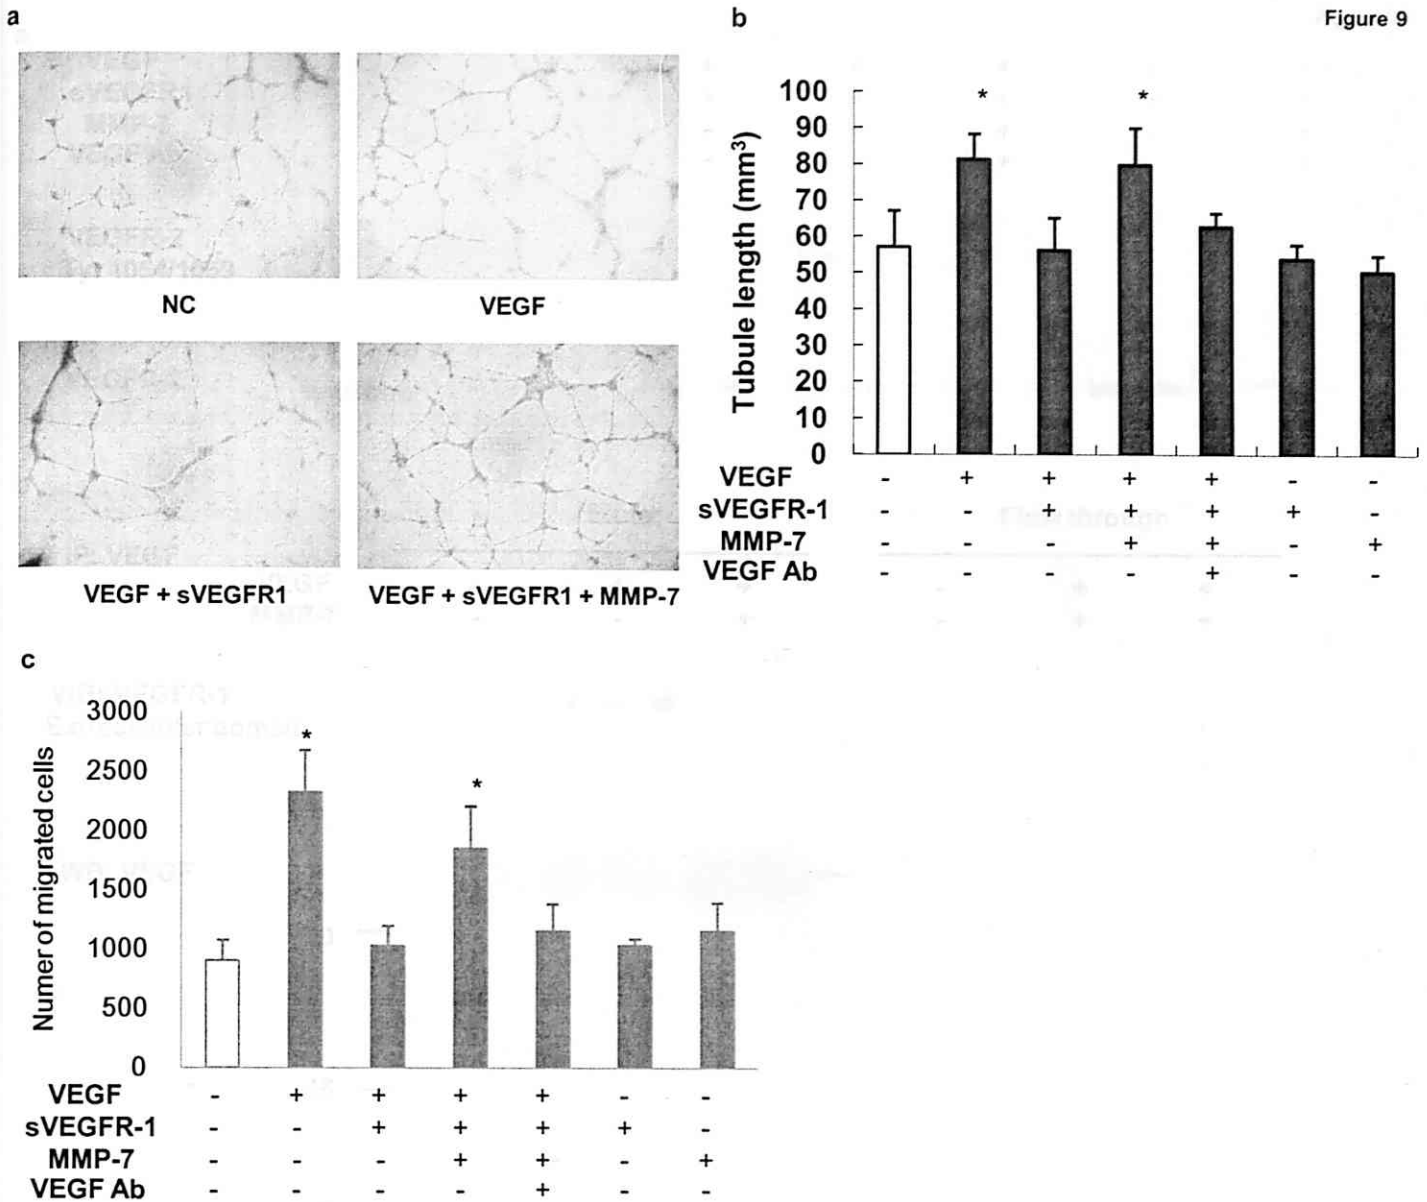 a
b
Figure 9
NC
VEGF
VEGF + sVEGFR1
VEGF + sVEGFR1 + MMP-7
Tubule length (mm³)
100
90
80
70
60
50
40
30
20
10
0
* *
VEGF - + + + + - -
sVEGFR-1 - - + + + + -
MMP-7 - - - + + - +
VEGF Ab - - - - + - -
c
Numer of migrated cells
3000
2500
2000
1500
1000
500
0
* *
VEGF - + + + + - -
sVEGFR-1 - - + + + + -
MMP-7 - - - + + - +
VEGF Ab - - - - + - -